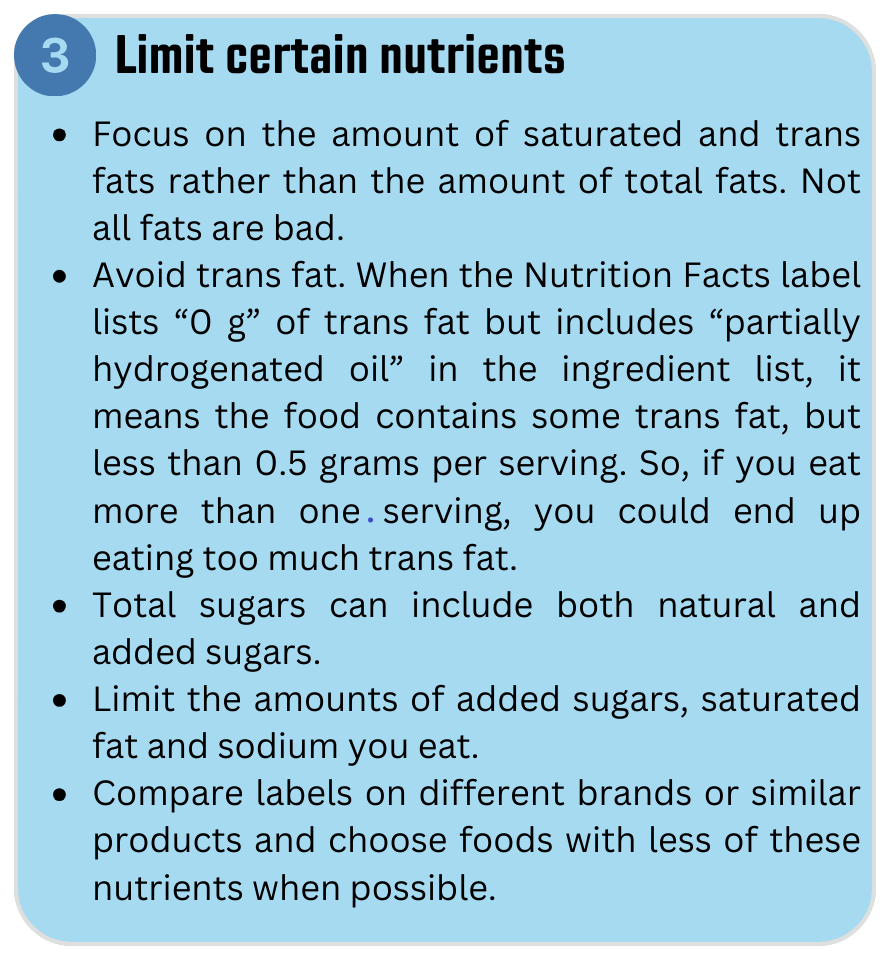 3 Limit certain nutrients
• Focus on the amount of saturated and trans
fats rather than the amount of total fats. Not
all fats are bad.
• Avoid trans fat. When the Nutrition Facts label
lists “0 g” of trans fat but includes “partially
hydrogenated oil” in the ingredient list, it
means the food contains some trans fat, but
less than 0.5 grams per serving. So, if you eat
more than one . serving, you could end up
eating too much trans fat.
• Total sugars can include both natural and
added sugars.
• Limit the amounts of added sugars, saturated
fat and sodium you eat.
• Compare labels on different brands or similar
products and choose foods with less of these
nutrients when possible.